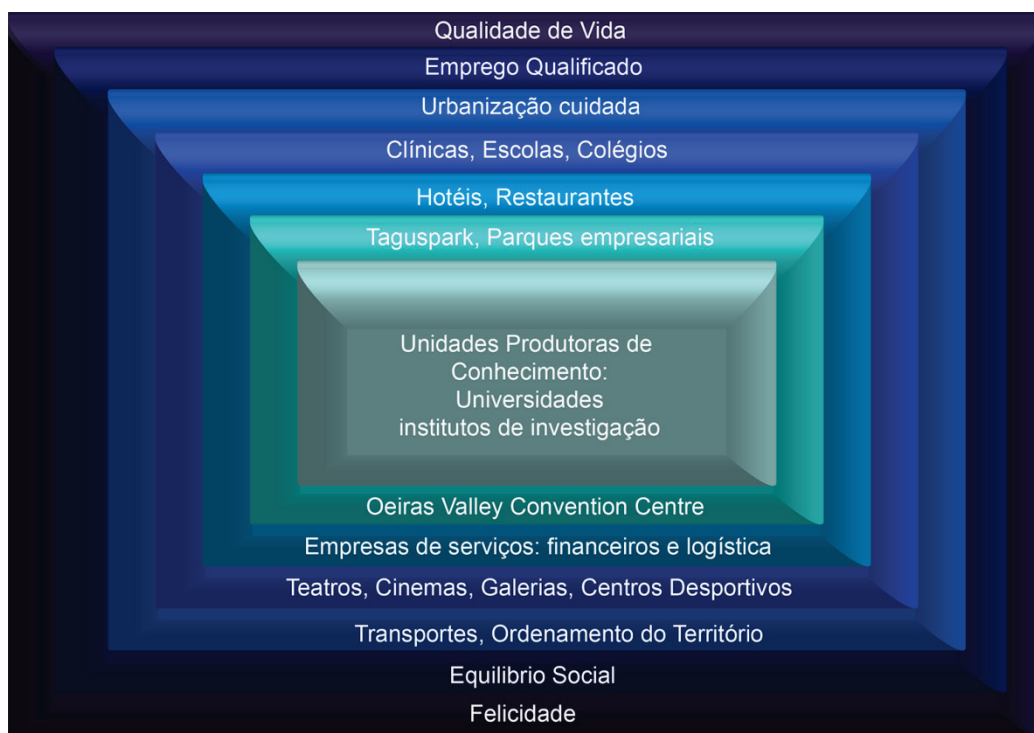 Qualidade de Vida
Emprego Qualificado
Urbanização cuidada
Clínicas, Escolas, Colégios
Hotéis, Restaurantes
Taguspark, Parques empresariais
Unidades Produtoras de
Conhecimento:
Universidades
institutos de investigação
Oeiras Valley Convention Centre
Empresas de serviços: financeiros e logística
Teatros, Cinemas, Galerias, Centros Desportivos
Transportes, Ordenamento do Território
Equilibrio Social
Felicidade